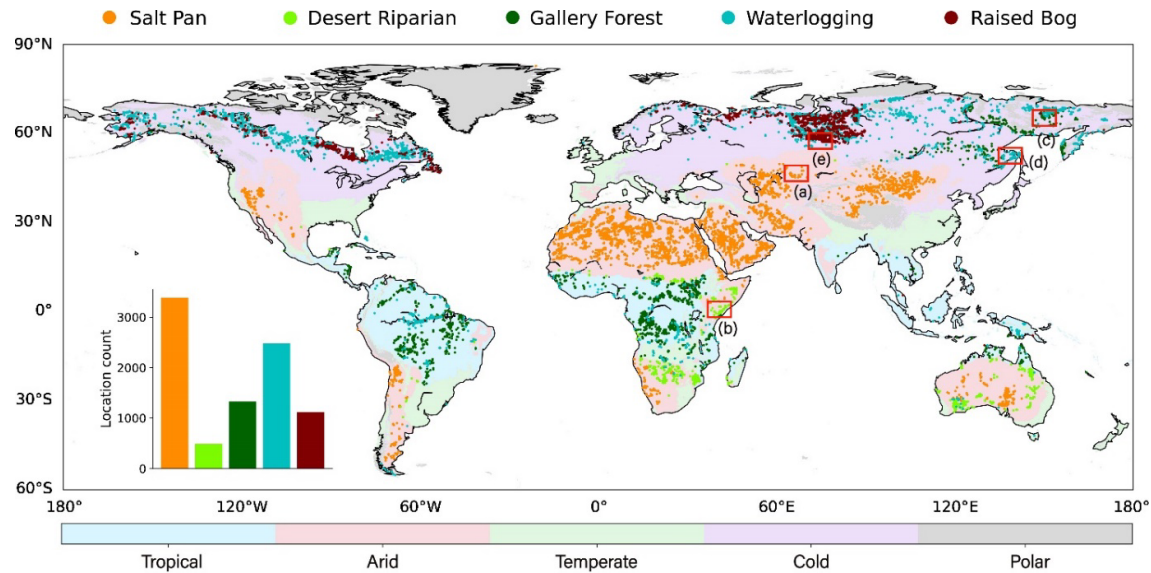 Salt Pan Desert Riparian Gallery Forest Waterlogging Raised Bog
90°N
60°N
30°N
0°
30°S
60°S
(c)
(d)
(e)
(a)
(b)
Location count
3000
2000
1000
0
180° 120°W 60°W 0° 60°E 120°E 180°
Tropical Arid Temperate Cold Polar